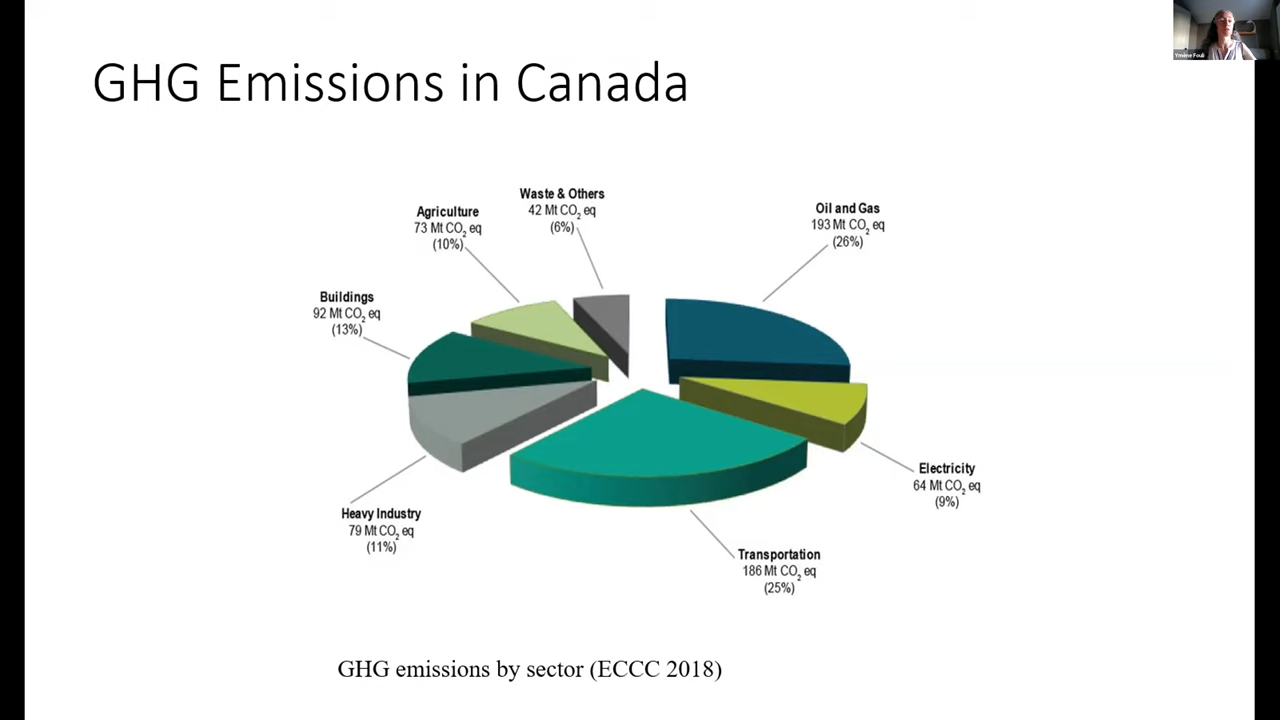 GHG Emissions in Canada
Waste & Others
42 Mt CO₂ eq
(6%)
Agriculture
73 Mt CO₂ eq
(10%)
Oil and Gas
193 Mt CO₂ eq
(26%)
Buildings
92 Mt CO₂ eq
(13%)
Electricity
64 Mt CO₂ eq
(9%)
Heavy Industry
79 Mt CO₂ eq
(11%)
Transportation
186 Mt CO₂ eq
(25%)
GHG emissions by sector (ECCC 2018)